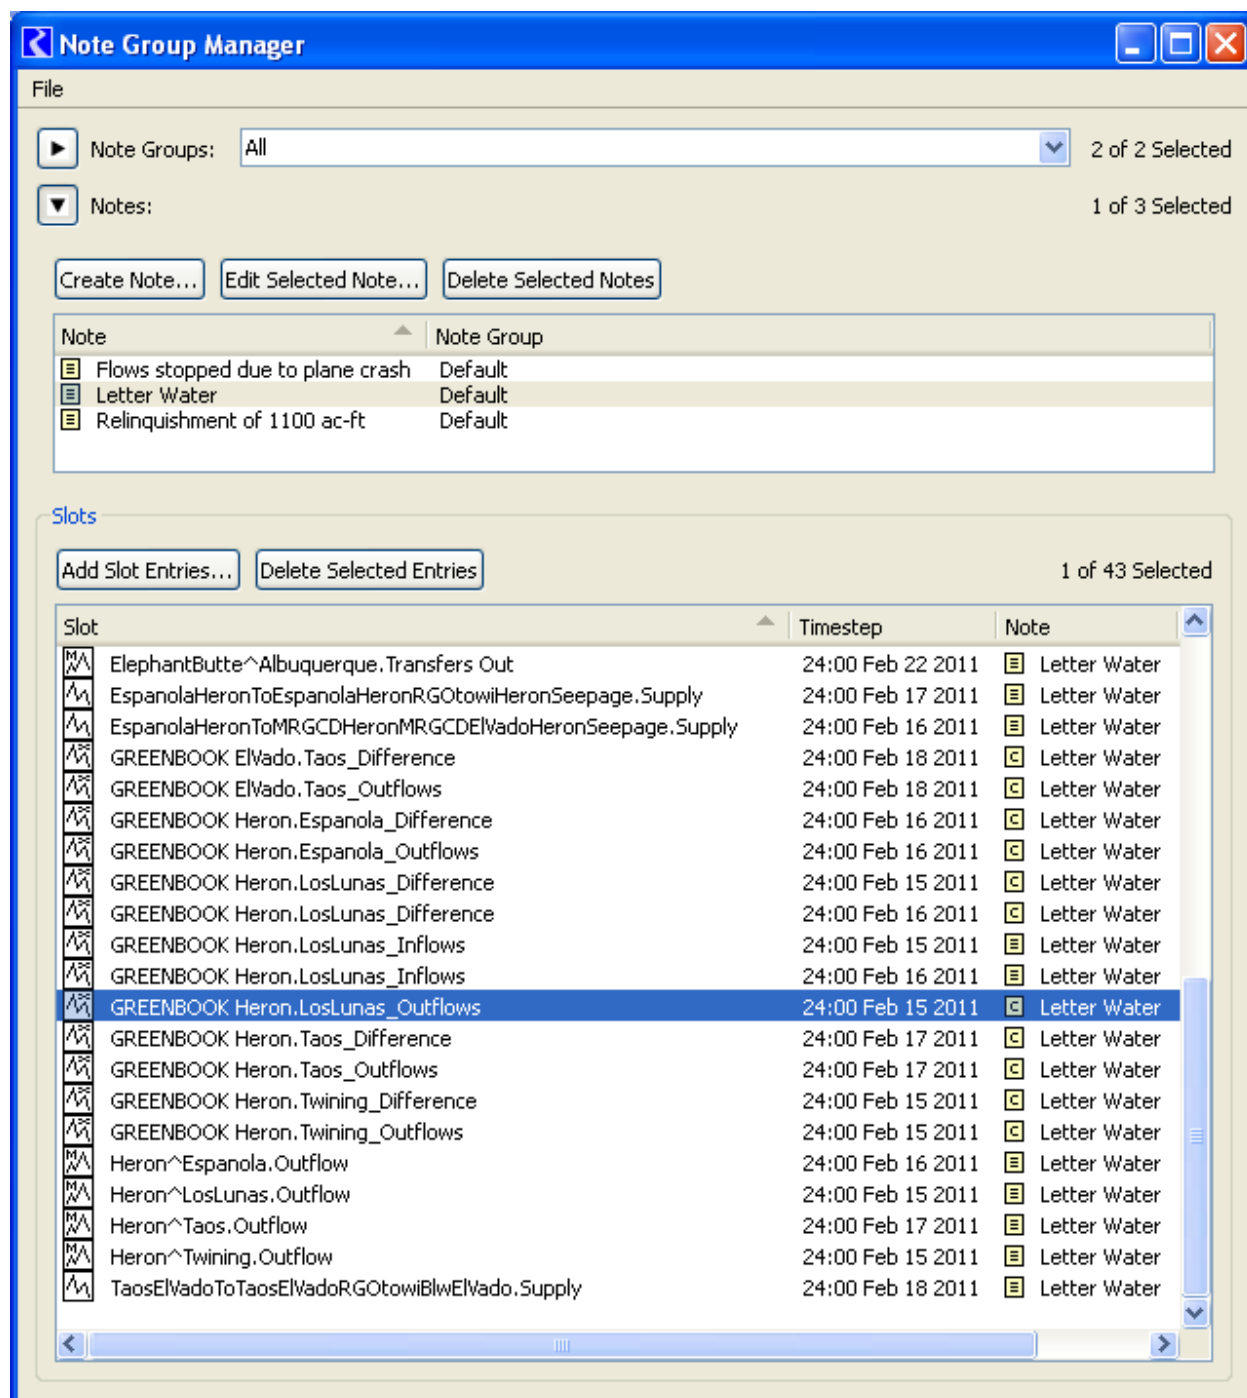 Note Group Manager
File
Note Groups: All 2 of 2 Selected
Notes: 1 of 3 Selected
Create Note... Edit Selected Note... Delete Selected Notes
Note Note Group
Flows stopped due to plane crash Default
Letter Water Default
Relinquishment of 1100 ac-ft Default
Slots
Add Slot Entries... Delete Selected Entries 1 of 43 Selected
Slot Timestep Note
ElephantButte^Albuquerque.Transfers Out 24:00 Feb 22 2011 Letter Water
EspanolaHeronToEspanolaHeronRGOtowiHeronSeepage.Supply 24:00 Feb 17 2011 Letter Water
EspanolaHeronToMRGCDHeronMRGCDElVadoHeronSeepage.Supply 24:00 Feb 16 2011 Letter Water
GREENBOOK ElVado.Taos_Difference 24:00 Feb 18 2011 C Letter Water
GREENBOOK ElVado.Taos_Outflows 24:00 Feb 18 2011 C Letter Water
GREENBOOK Heron.Espanola_Difference 24:00 Feb 16 2011 C Letter Water
GREENBOOK Heron.Espanola_Outflows 24:00 Feb 16 2011 C Letter Water
GREENBOOK Heron.LosLunas_Difference 24:00 Feb 15 2011 C Letter Water
GREENBOOK Heron.LosLunas_Difference 24:00 Feb 16 2011 C Letter Water
GREENBOOK Heron.LosLunas_Inflows 24:00 Feb 15 2011 Letter Water
GREENBOOK Heron.LosLunas_Inflows 24:00 Feb 16 2011 Letter Water
GREENBOOK Heron.LosLunas_Outflows 24:00 Feb 15 2011 C Letter Water
GREENBOOK Heron.Taos_Difference 24:00 Feb 17 2011 C Letter Water
GREENBOOK Heron.Taos_Outflows 24:00 Feb 17 2011 C Letter Water
GREENBOOK Heron.Twining_Difference 24:00 Feb 15 2011 C Letter Water
GREENBOOK Heron.Twining_Outflows 24:00 Feb 15 2011 C Letter Water
Heron^Espanola.Outflow 24:00 Feb 16 2011 Letter Water
Heron^LosLunas.Outflow 24:00 Feb 15 2011 Letter Water
Heron^Taos.Outflow 24:00 Feb 17 2011 Letter Water
Heron^Twining.Outflow 24:00 Feb 15 2011 Letter Water
TaosElVadoToTaosElVadoRGOtowiBlwElVado.Supply 24:00 Feb 18 2011 Letter Water